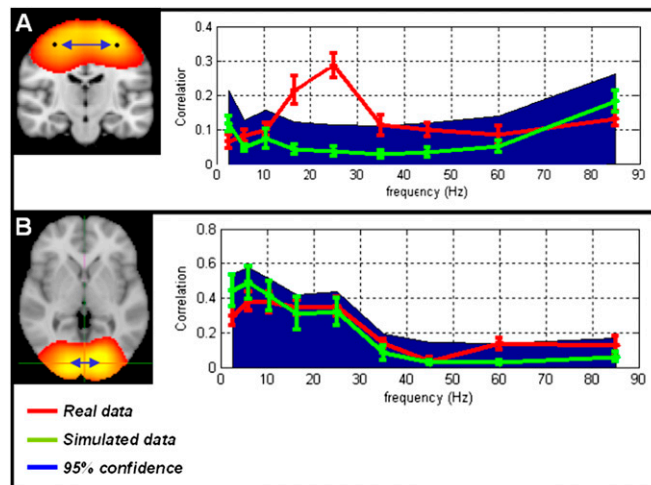 A
Correlation
0.4
0.3
0.2
0.1
0
0 10 20 30 40 50 60 70 80 90
frequency (Hz)
B
Correlation
0.8
0.6
0.4
0.2
0
0 10 20 30 40 50 60 70 80 90
frequency (Hz)
Real data
Simulated data
95% confidence